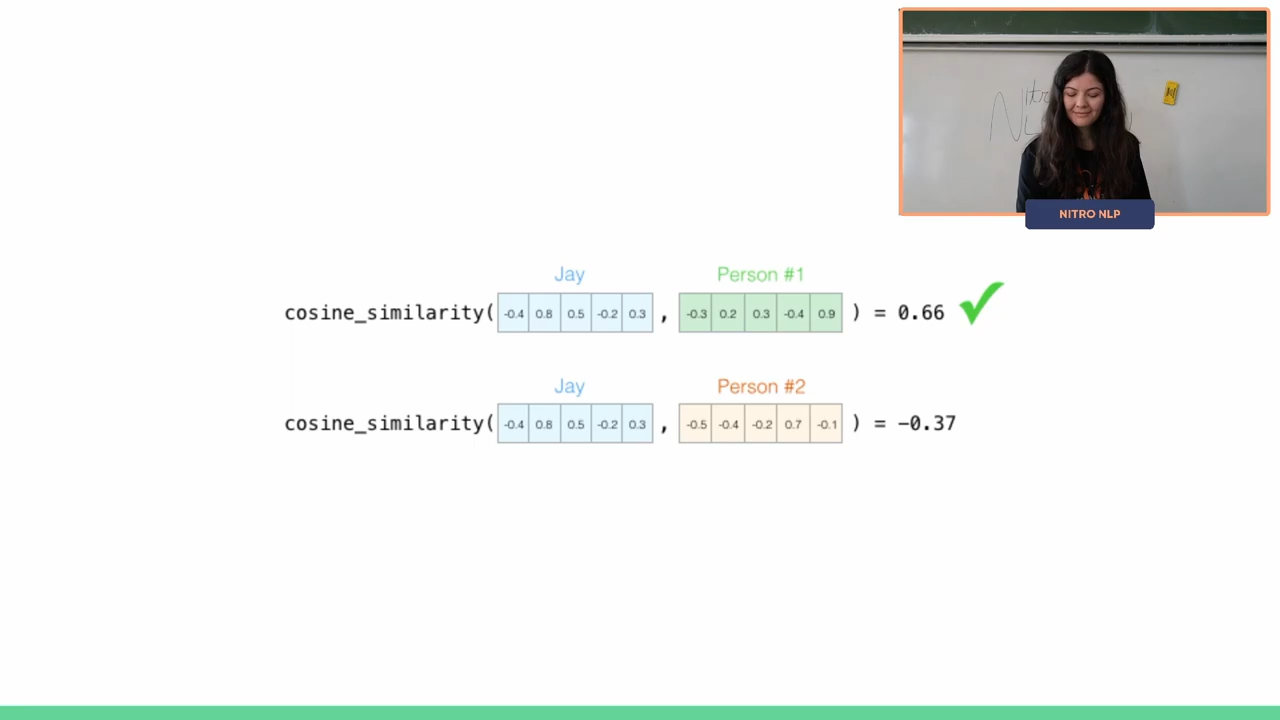 NITRO NLP
Jay Person #1
cosine_similarity( -0.4 0.8 0.5 -0.2 0.3 , -0.3 0.2 0.3 -0.4 0.9 ) = 0.66
Jay Person #2
cosine_similarity( -0.4 0.8 0.5 -0.2 0.3 , -0.5 -0.4 -0.2 0.7 -0.1 ) = -0.37